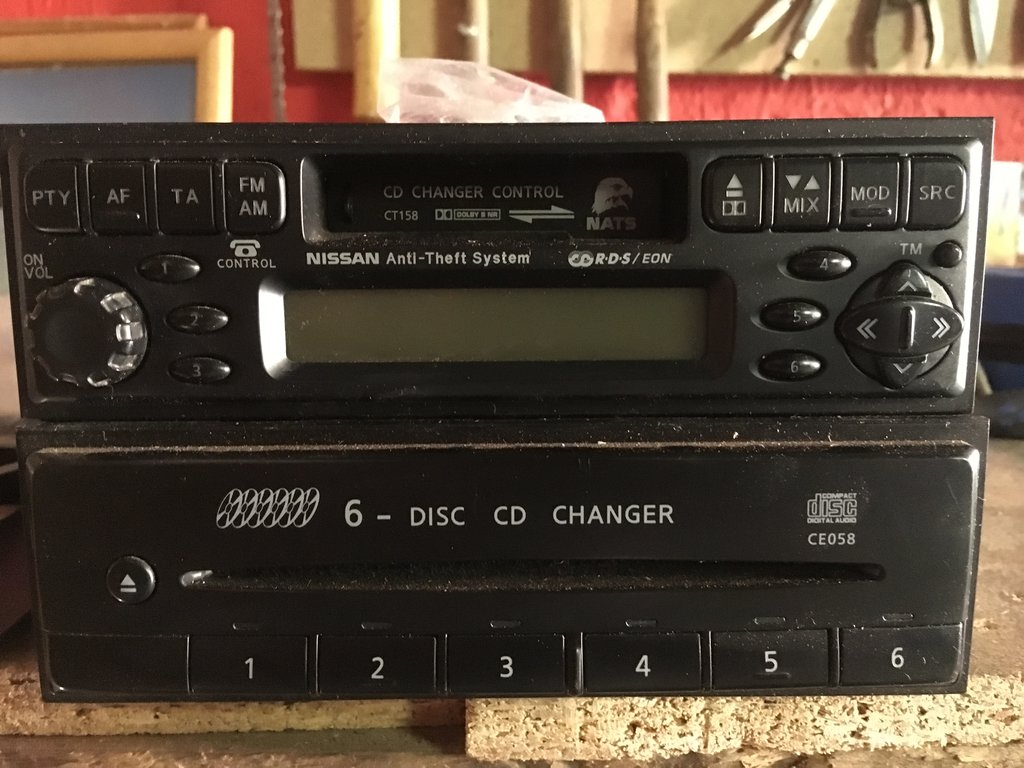 PTY AF TA FM AM
CD CHANGER CONTROL
CT158 DOLBY B NR
NATS
MIX MOD SRC
ON VOL
CONTROL
NISSAN Anti-Theft System
R·D·S / EON
TM
1
2
3
4
5
6
6 - DISC CD CHANGER
COMPACT
disc
DIGITAL AUDIO
CE058
1 2 3 4 5 6